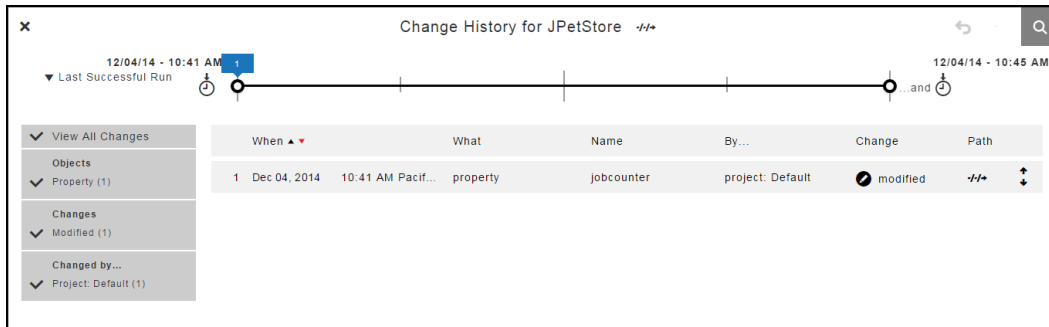 Change History for JPetStore
12/04/14 - 10:41 AM
1
12/04/14 - 10:45 AM
Last Successful Run
...and
View All Changes
When What Name By... Change Path
Objects
Property (1)
1 Dec 04, 2014 10:41 AM Pacif... property jobcounter project: Default modified
Changes
Modified (1)
Changed by...
Project: Default (1)